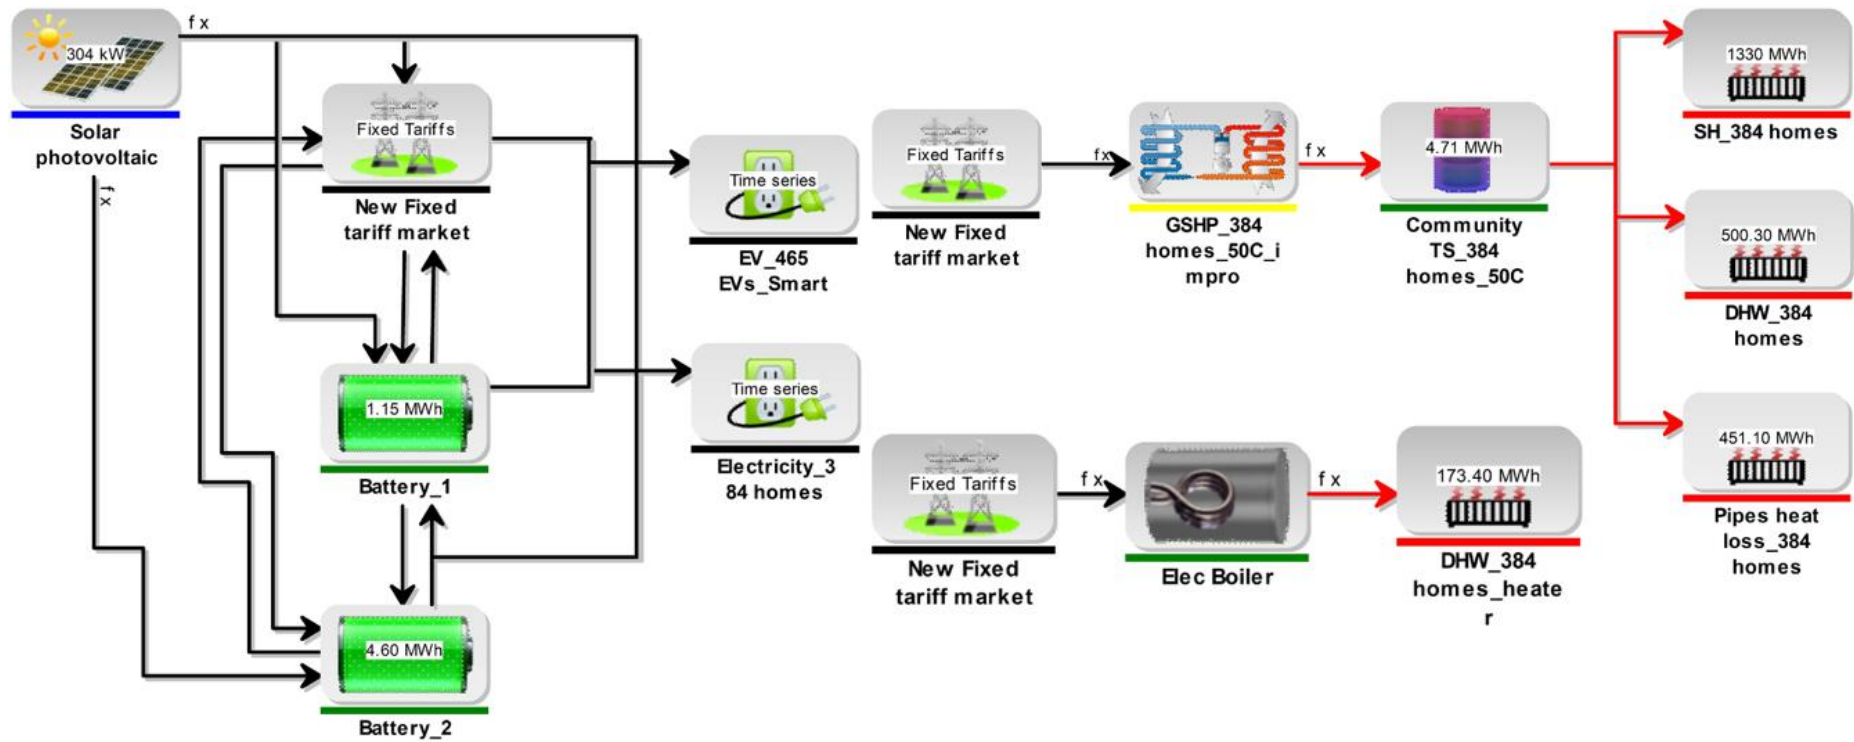 f x
304 kW
Solar
photovoltaic
f x
Fixed Tariffs
New Fixed
tariff market
1.15 MWh
Battery_1
4.60 MWh
Battery_2
Time series
EV_465
EVs_Smart
Time series
Electricity_3
84 homes
Fixed Tariffs
New Fixed
tariff market
fx
GSHP_384
homes_50C_i
mpro
f x
4.71 MWh
Community
TS_384
homes_50C
1330 MWh
SH_384 homes
500.30 MWh
DHW_384
homes
451.10 MWh
Pipes heat
loss_384
homes
Fixed Tariffs
New Fixed
tariff market
f x
Elec Boiler
f x
173.40 MWh
DHW_384
homes_heate
r